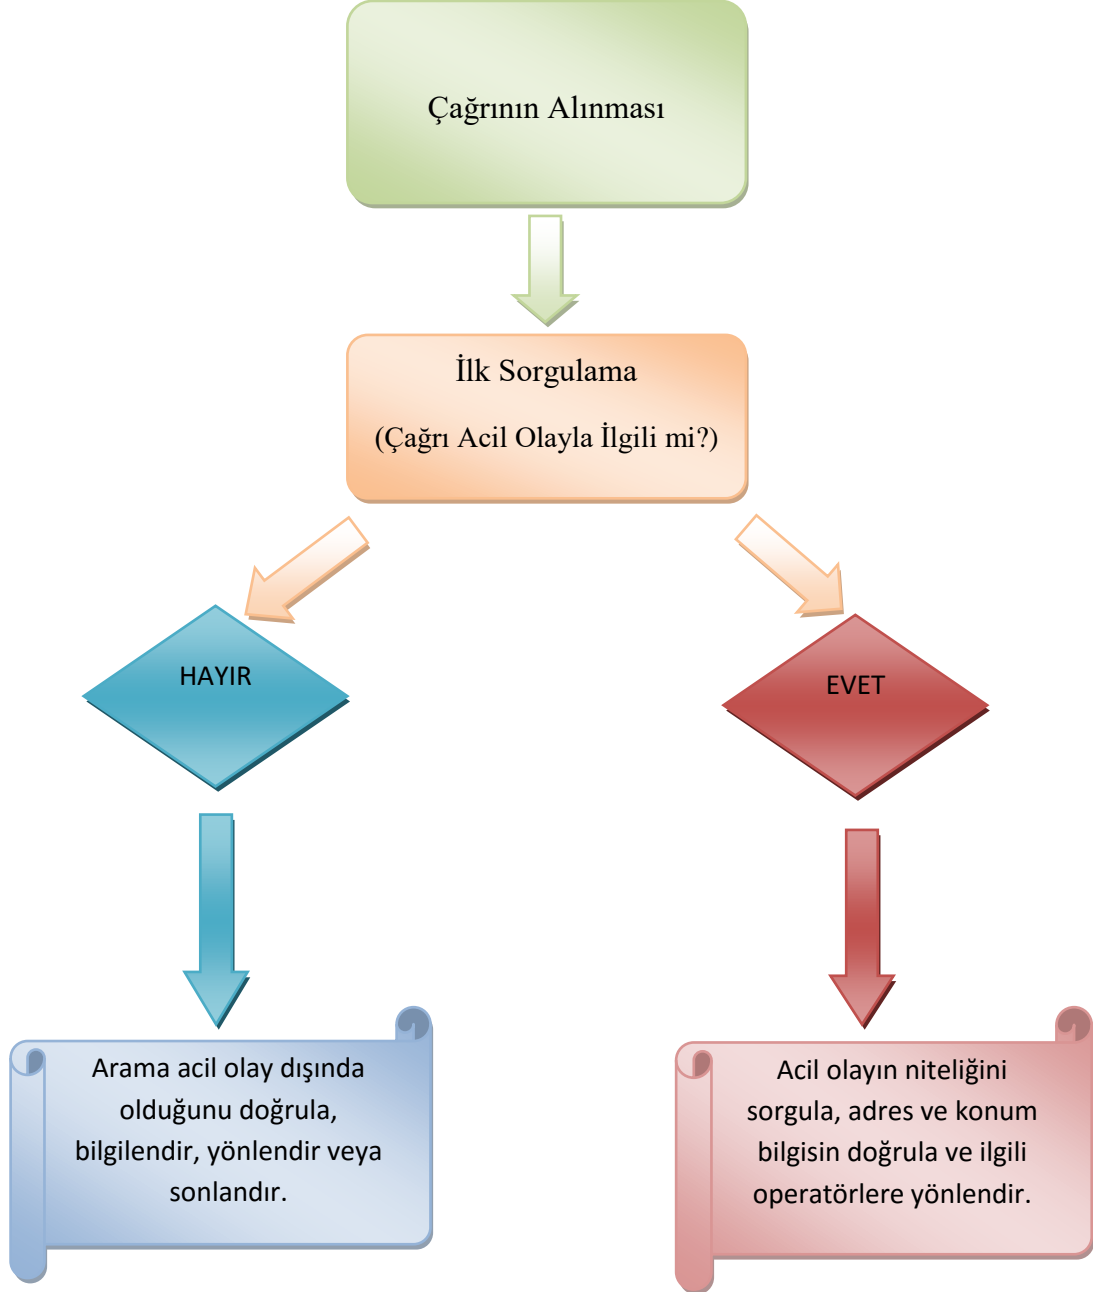 Çağrının Alınması
İlk Sorgulama
(Çağrı Acil Olayla İlgili mi?)
HAYIR
EVET
Arama acil olay dışında
olduğunu doğrula,
bilgilendir, yönlendir veya
sonlandır.
Acil olayın niteliğini
sorgula, adres ve konum
bilgisin doğrula ve ilgili
operatörlere yönlendir.